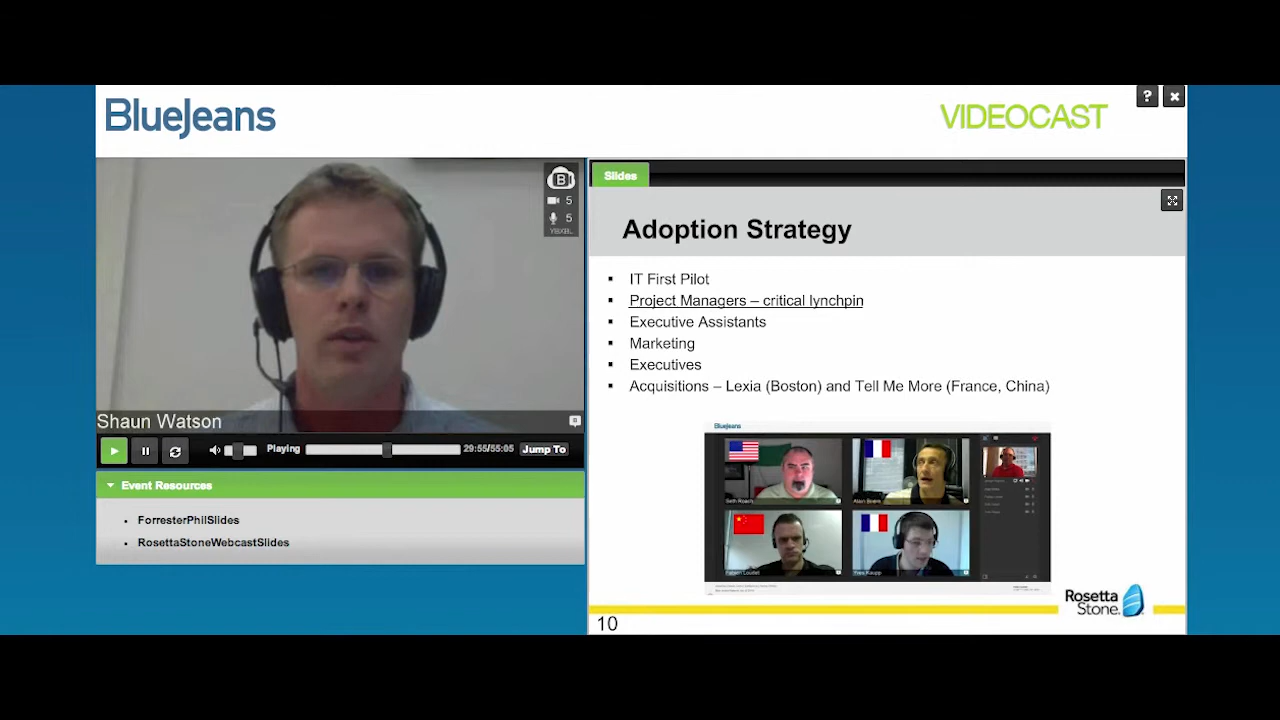 BlueJeans
VIDEOCAST
?
B
5
5
Slides
Adoption Strategy
IT First Pilot
Project Managers – critical lynchpin
Executive Assistants
Marketing
Executives
Acquisitions – Lexia (Boston) and Tell Me More (France, China)
Shaun Watson
Playing
29:55/55:05
Jump To
Event Resources
ForresterPhilSlides
RosettaStoneWebcastSlides
BlueJeans
Rosetta
Stone.
10